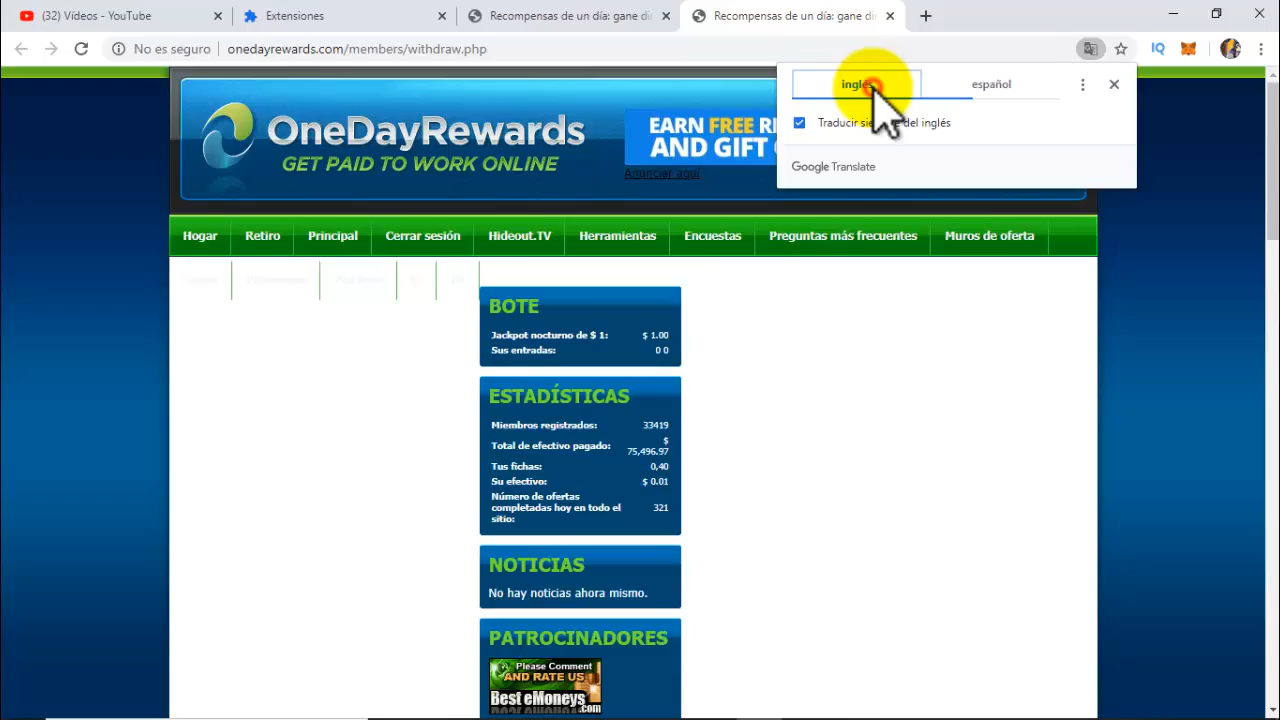 (32) Vídeos - YouTube
Extensiones
Recompensas de un día: gane di
Recompensas de un día: gane di
No es seguro
onedayrewards.com/members/withdraw.php
IQ
inglés
español
Traducir del inglés
Google Translate
OneDayRewards
GET PAID TO WORK ONLINE
EARN FREE
AND GIFT
Anunciar aquí
Hogar
Retiro
Principal
Cerrar sesión
Hideout.TV
Herramientas
Encuestas
Preguntas más frecuentes
Muros de oferta
BOTE
Jackpot nocturno de $ 1: $ 1.00
Sus entradas: 0 0
ESTADÍSTICAS
Miembros registrados: 33419
Total de efectivo pagado: $
75,496.97
Tus fichas: 0,40
Su efectivo: $ 0.01
Número de ofertas
completadas hoy en todo el 321
sitio:
NOTICIAS
No hay noticias ahora mismo.
PATROCINADORES
Please Comment
AND RATE US
Best eMoneys
.com